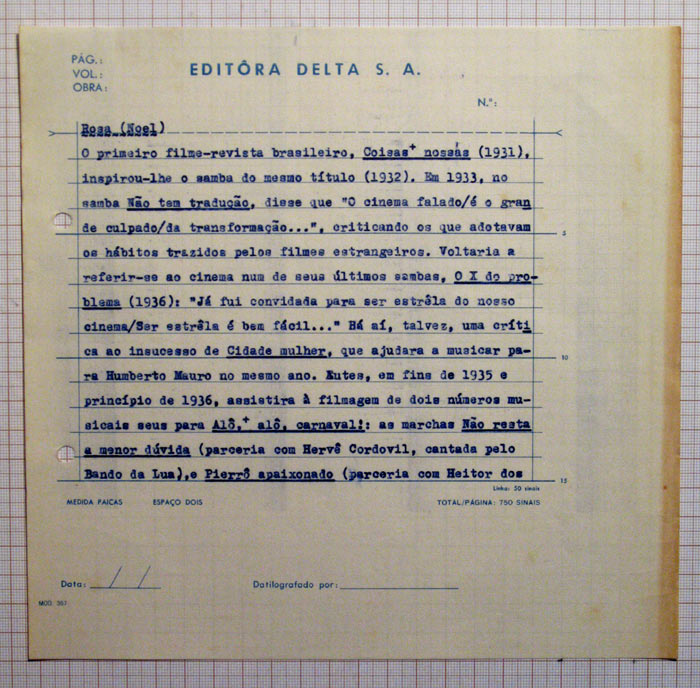 PÁG.:
VOL.:
OBRA:
EDITÔRA DELTA S. A.
N.º:
Rosa (Noel)
O primeiro filme-revista brasileiro, Coisas+ nossas (1931),
inspirou-lhe o samba do mesmo título (1932). Em 1933, no
samba Não tem tradução, disse que "O cinema falado/é o gran
de culpado/da transformação...", criticando os que adotavam
os hábitos trazidos pelos filmes estrangeiros. Voltaria a
referir-se ao cinema num de seus últimos sambas, O X do pro-
blema (1936): "Já fui convidada para ser estrêla do nosso
cinema/Ser estrêla é bem fácil..." Há aí, talvez, uma críti
ca ao insucesso de Cidade mulher, que ajudara a musicar pa-
ra Humberto Mauro no mesmo ano. Antes, em fins de 1935 e
princípio de 1936, assistira à filmagem de dois números mu-
sicais seus para Alô,+ alô, carnaval!: as marchas Não resta
a menor dúvida (parceria com Hervê Cordovil, cantada pelo
Bando da Lua),e Pierrô apaixonado (parceria com Heitor dos
5
10
15
Linha: 50 sinais
MEDIDA PAICAS ESPAÇO DOIS TOTAL/PÁGINA: 750 SINAIS
Data: / / Datilografado por:
MOD. 367